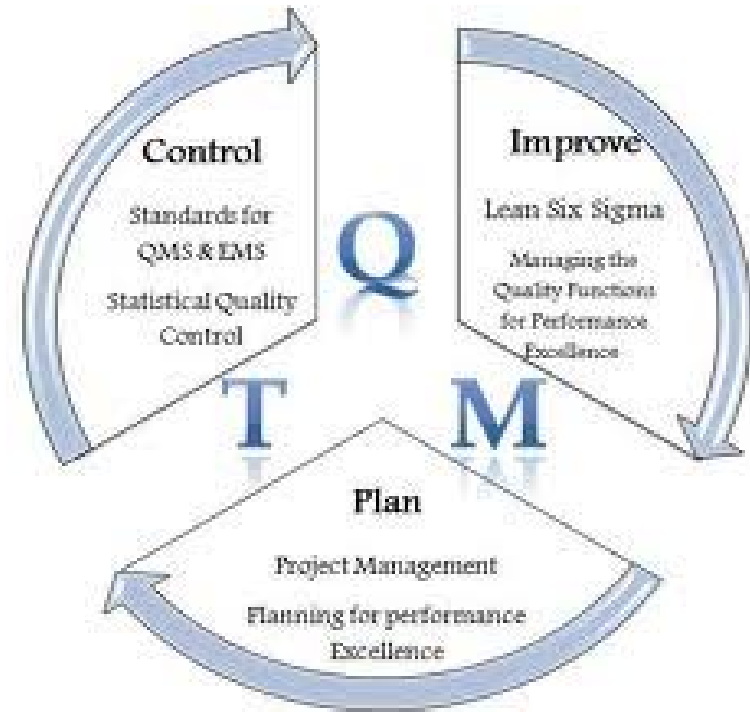 Control
Standards for
QMS & EMS
Statistical Quality
Control
Improve
Lean Six Sigma
Managing the
Quality Functions
for Performance
Excellence
Q
T
M
Plan
Project Management
Planning for performance
Excellence